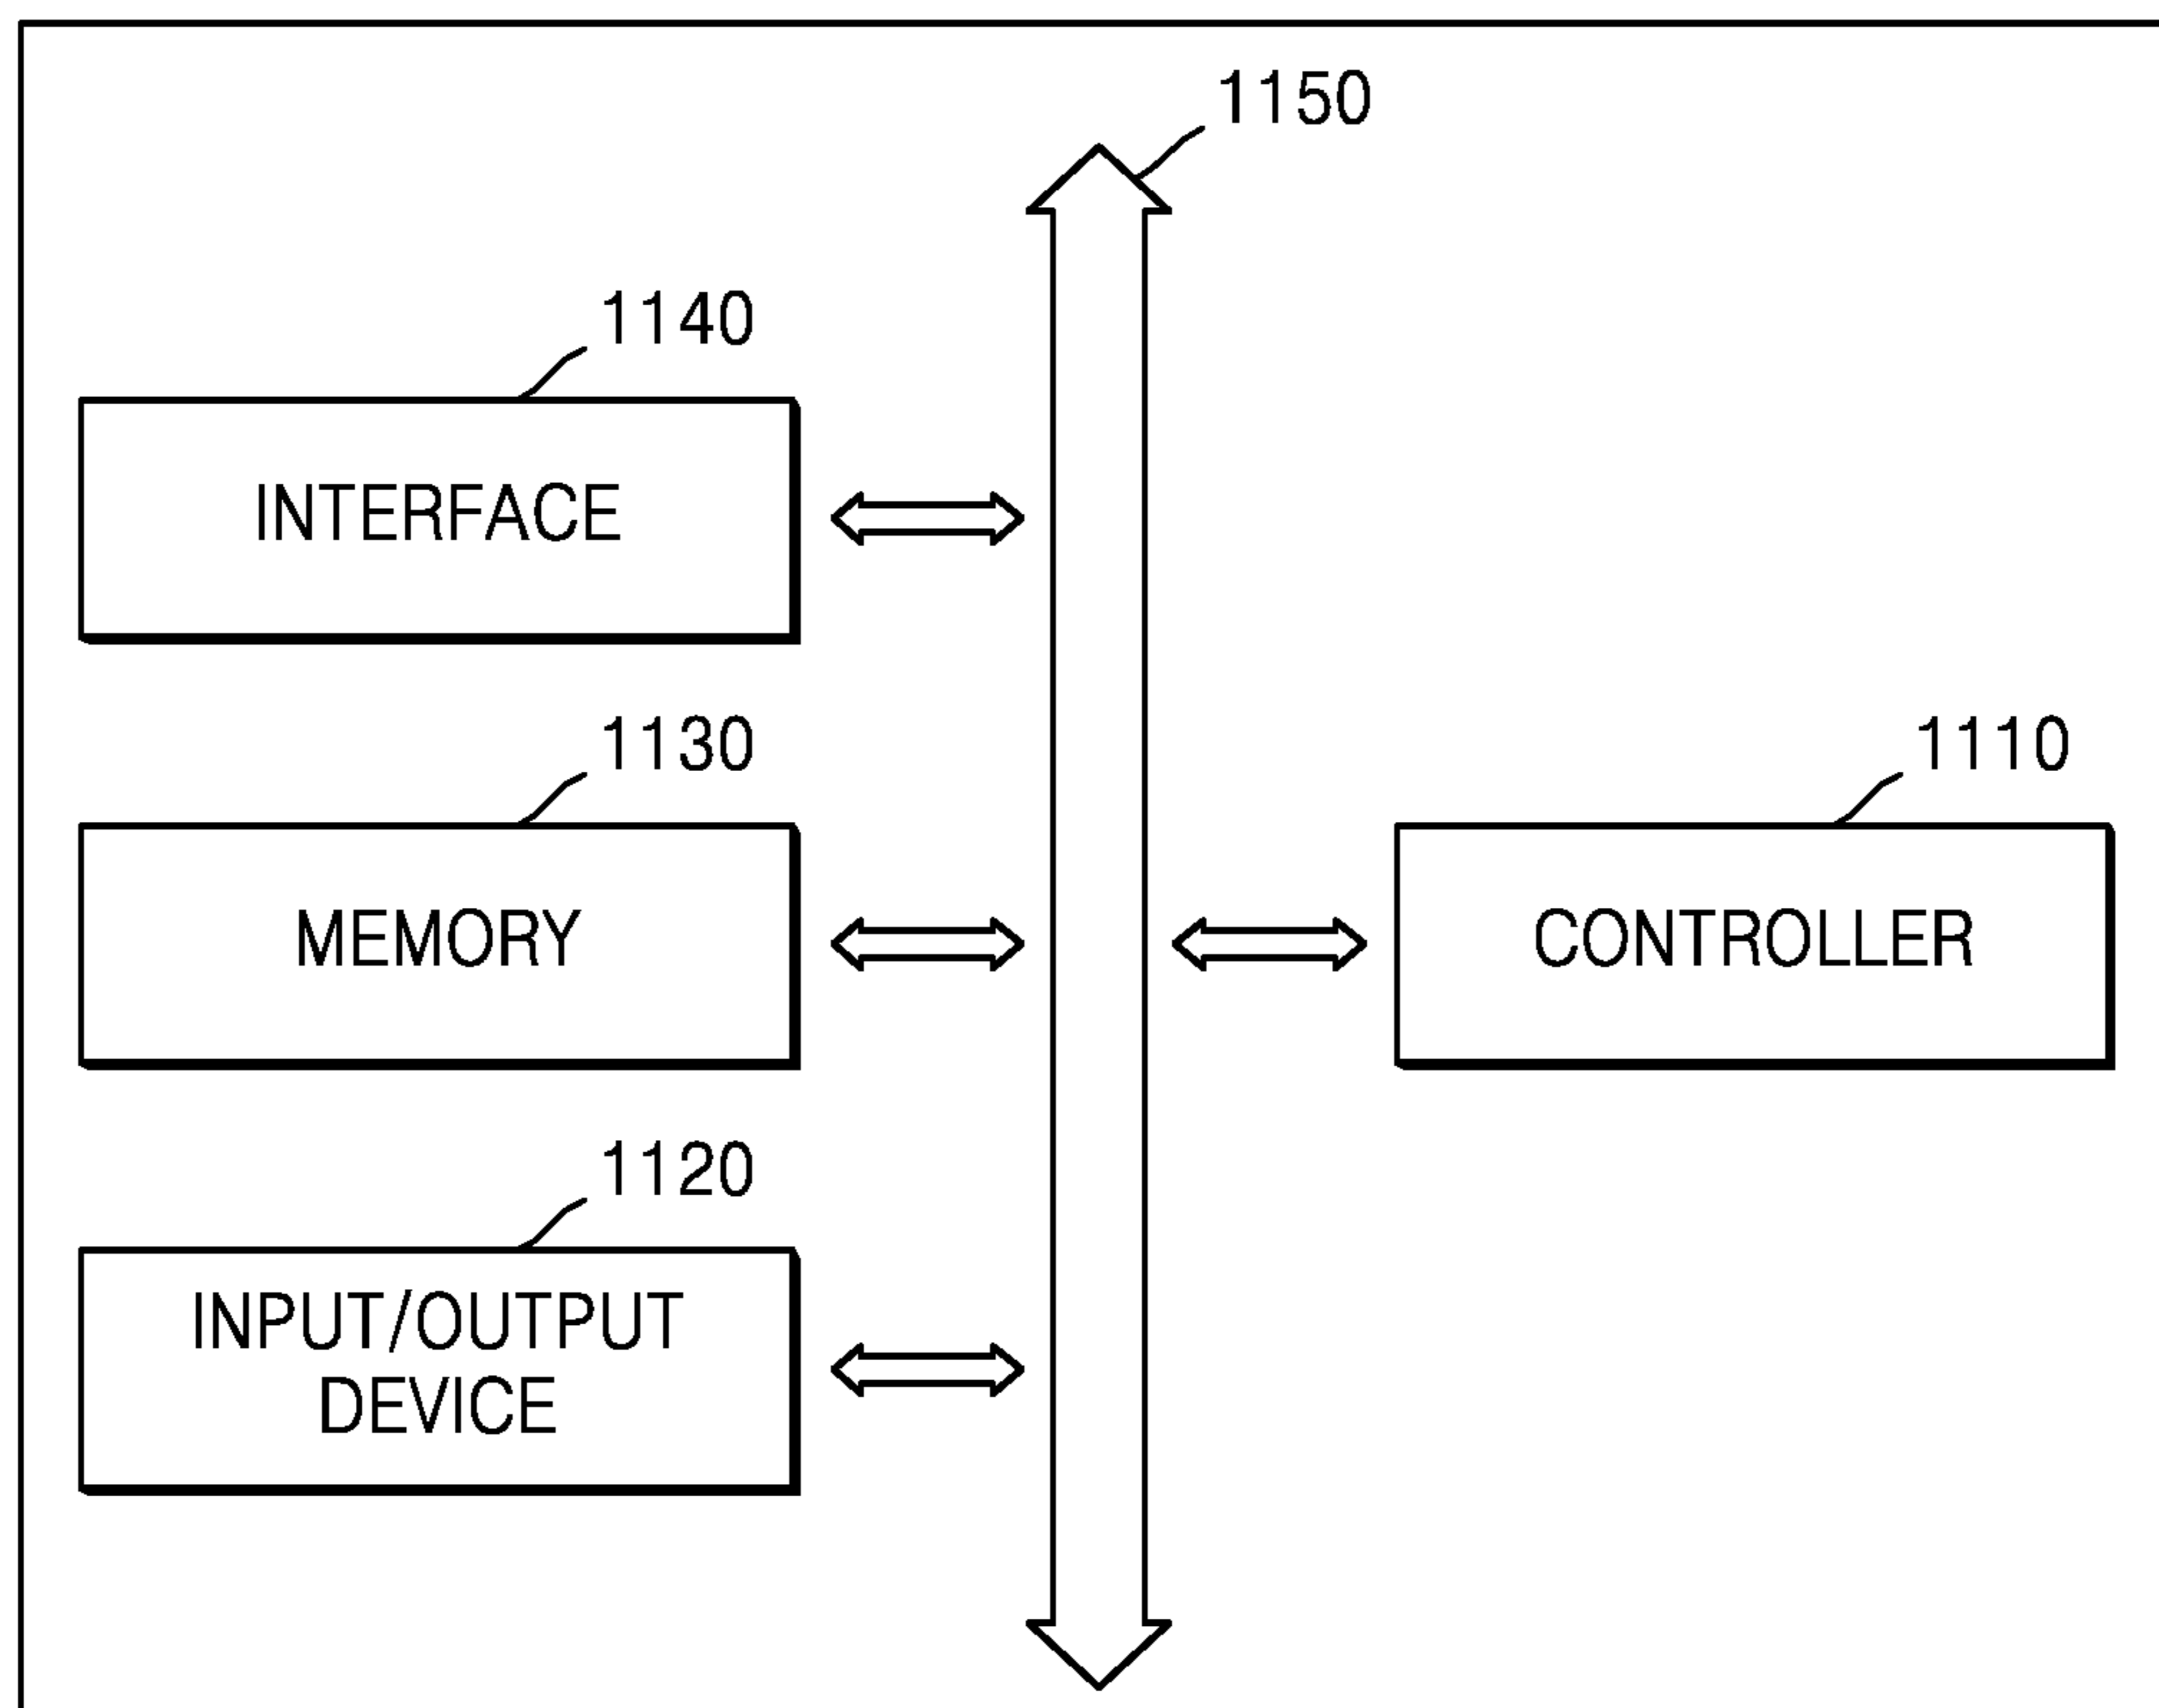 1150
1140
INTERFACE
1130
1110
MEMORY
CONTROLLER
1120
INPUT/OUTPUT
DEVICE